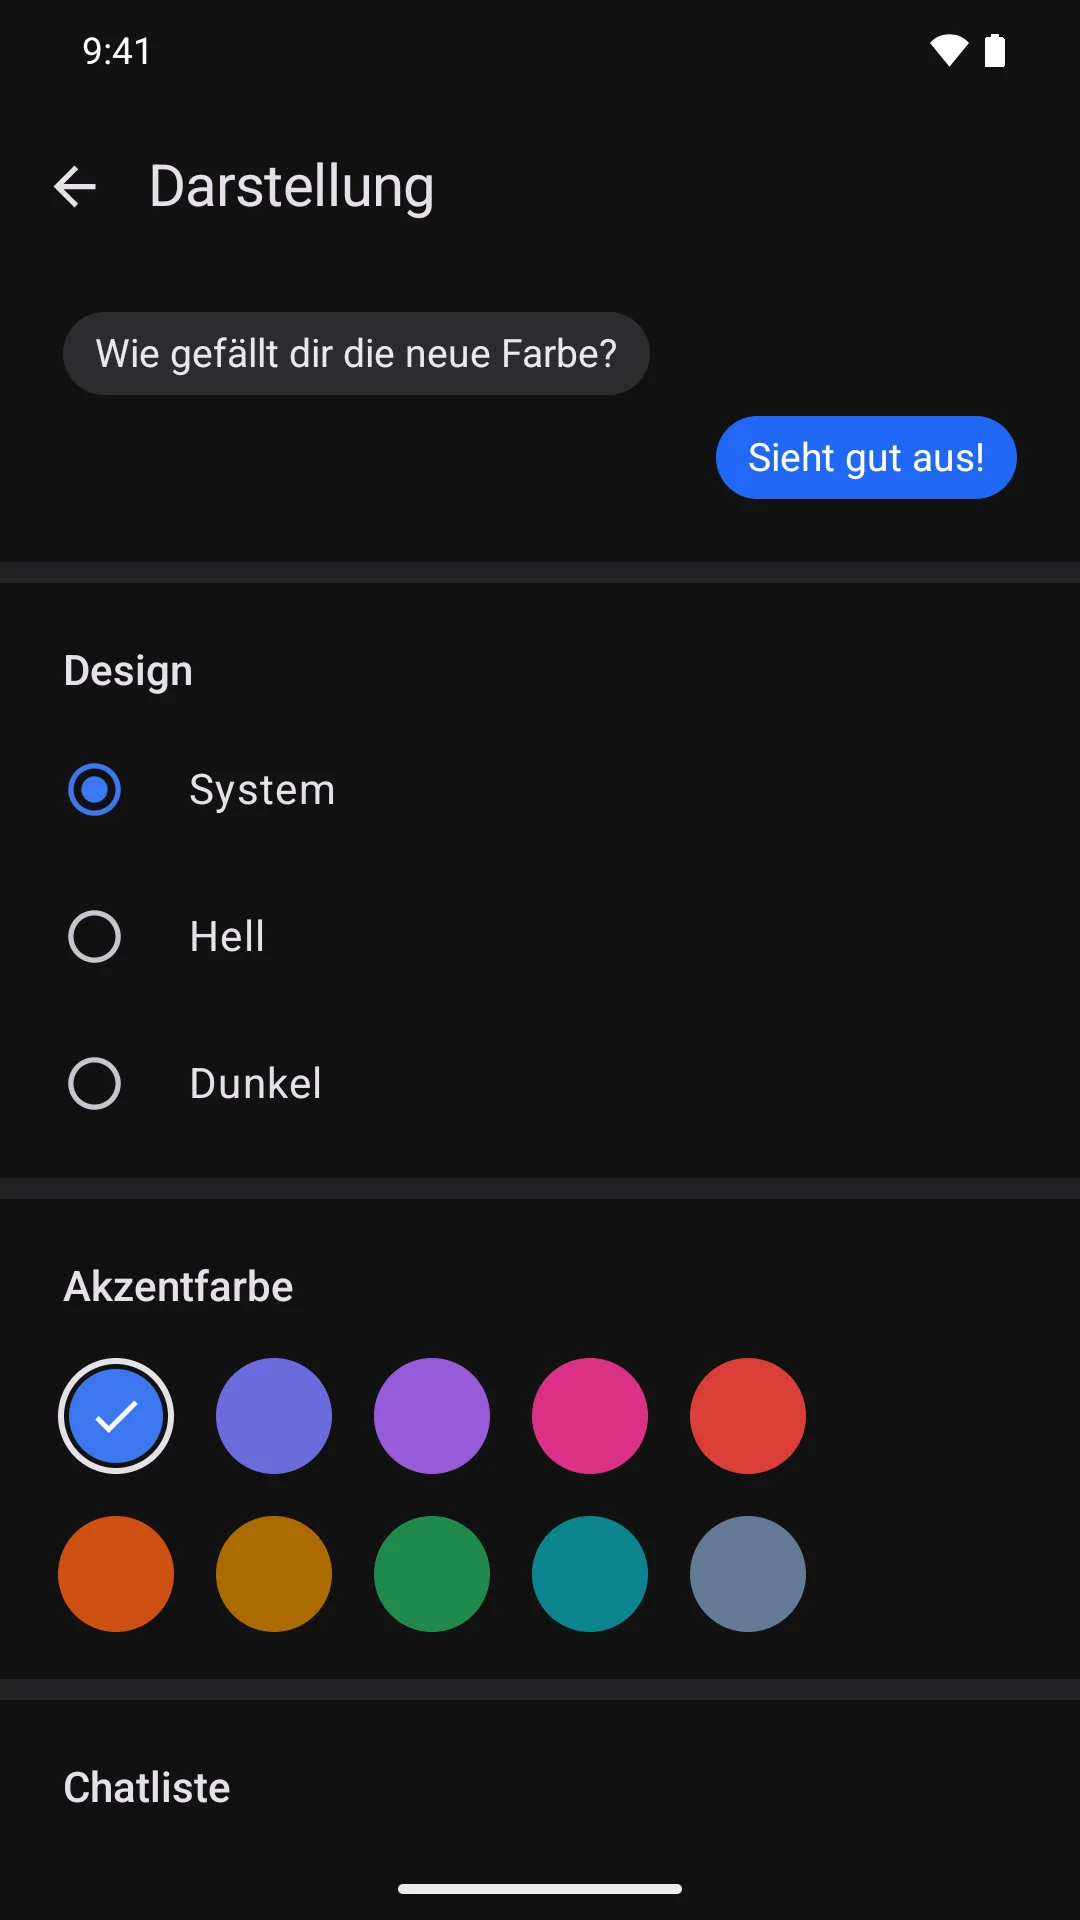 9:41
Darstellung
Wie gefällt dir die neue Farbe?
Sieht gut aus!
Design
System
Hell
Dunkel
Akzentfarbe
Chatliste